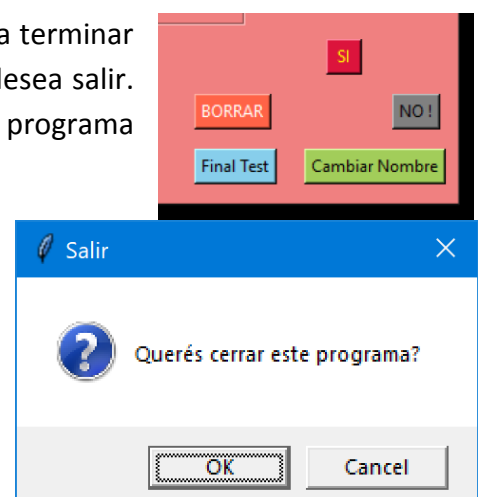 a terminar
desea salir.
programa
SI
BORRAR
NO !
Final Test
Cambiar Nombre
Salir
Querés cerrar este programa?
OK
Cancel